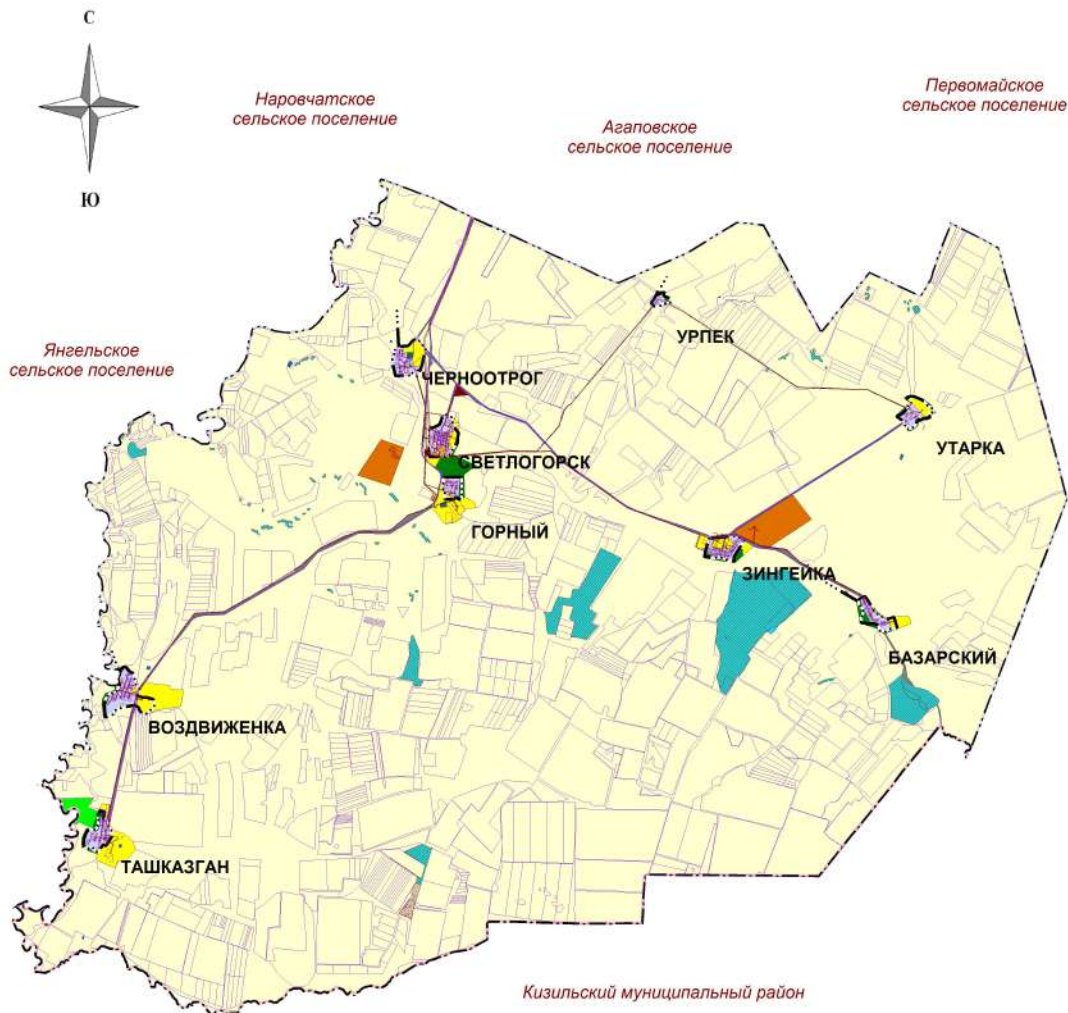 С
Ю
Наровчатское
сельское поселение
Агаповское
сельское поселение
Первомайское
сельское поселение
Янгельское
сельское поселение
УРПЕК
ЧЕРНООТРОГ
УТАРКА
СВЕТЛОГОРСК
ГОРНЫЙ
ЗИНГЕЙКА
БАЗАРСКИЙ
ВОЗДВИЖЕНКА
ТАШКАЗГАН
Кизильский муниципальный район